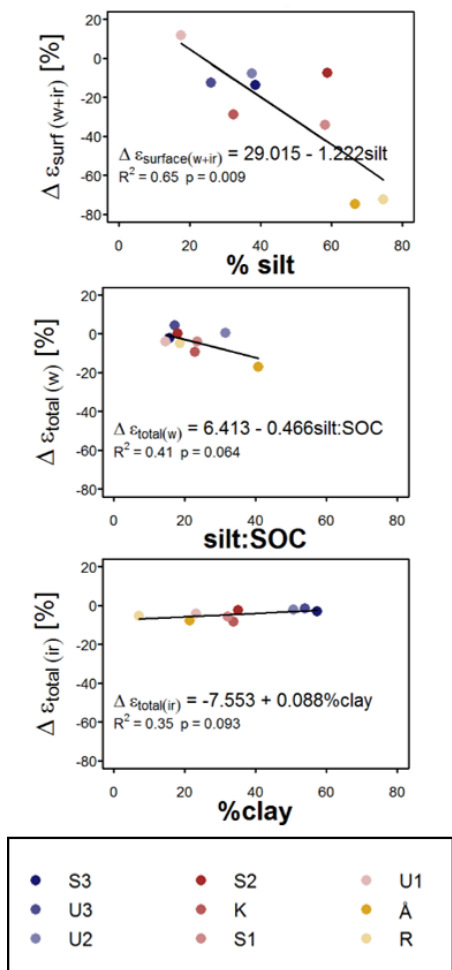 Δ εsurf (w+ir) [%]
20
0
-20
-40
-60
-80
Δ εsurface(w+ir) = 29.015 - 1.222silt
R² = 0.65 p = 0.009
0 20 40 60 80
% silt
Δ εtotal (w) [%]
20
0
-20
-40
-60
-80
Δ εtotal(w) = 6.413 - 0.466silt:SOC
R² = 0.41 p = 0.064
0 20 40 60 80
silt:SOC
Δ εtotal (ir) [%]
20
0
-20
-40
-60
-80
Δ εtotal(ir) = -7.553 + 0.088%clay
R² = 0.35 p = 0.093
0 20 40 60 80
%clay
S3 S2 U1
U3 K Å
U2 S1 R